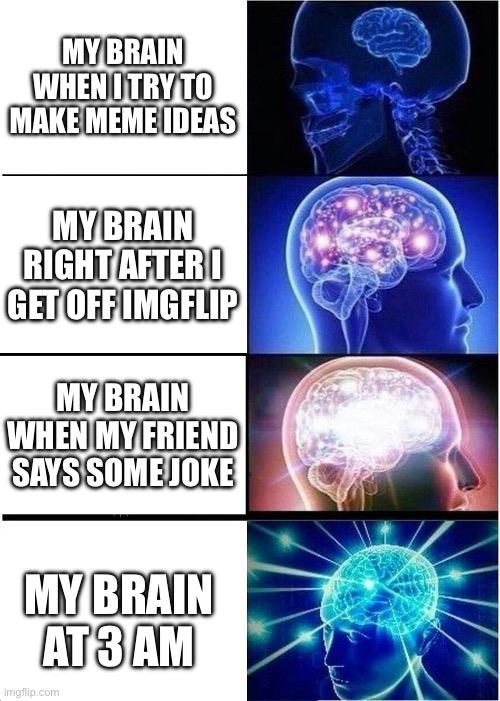 MY BRAIN
WHEN I TRY TO
MAKE MEME IDEAS
MY BRAIN
RIGHT AFTER I
GET OFF IMGFLIP
MY BRAIN
WHEN MY FRIEND
SAYS SOME JOKE
MY BRAIN
AT 3 AM
imgflip.com